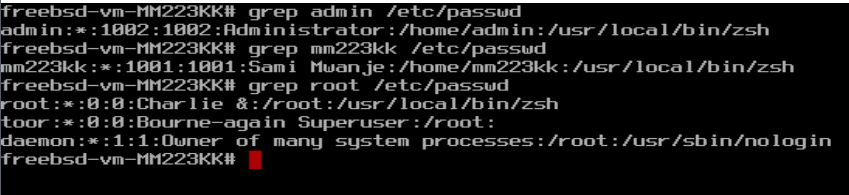 freebsd-vm-MM223KK# grep admin /etc/passwd
admin:*:1002:1002:Administrator:/home/admin:/usr/local/bin/zsh
freebsd-vm-MM223KK# grep mm223kk /etc/passwd
mm223kk:*:1001:1001:Sami Mwanje:/home/mm223kk:/usr/local/bin/zsh
freebsd-vm-MM223KK# grep root /etc/passwd
root:*:0:0:Charlie &:/root:/usr/local/bin/zsh
toor:*:0:0:Bourne-again Superuser:/root:
daemon:*:1:1:Owner of many system processes:/root:/usr/sbin/nologin
freebsd-vm-MM223KK#